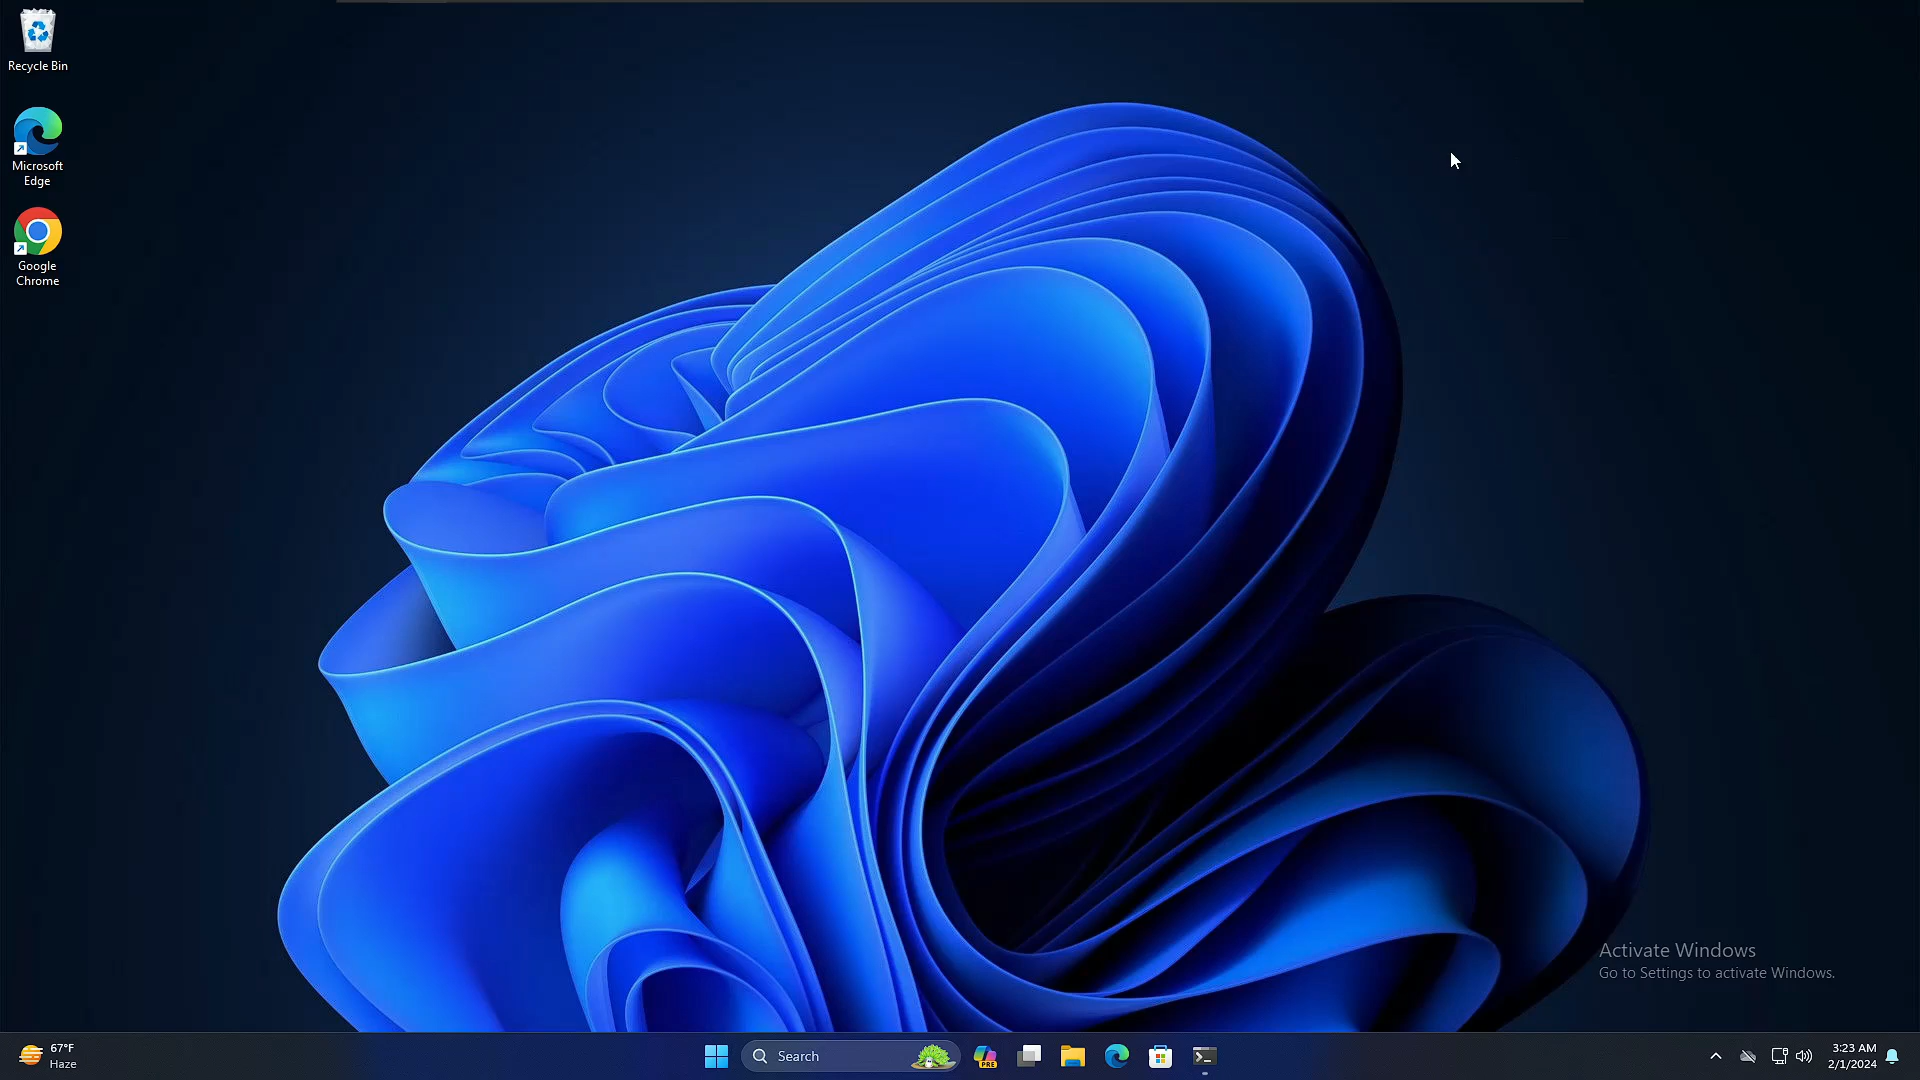 Recycle Bin
Microsoft
Edge
Google
Chrome
Activate Windows
Go to Settings to activate Windows.
67°F
Haze
Search
PRE
3:23 AM
2/1/2024